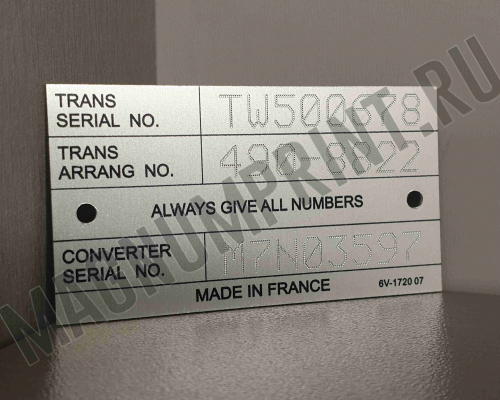 TRANS
SERIAL NO.
TW500678
TRANS
ARRANG NO.
490-8822
ALWAYS GIVE ALL NUMBERS
CONVERTER
SERIAL NO.
M7N03597
MADE IN FRANCE
6V-1720 07
MAGNUMPRINT.RU